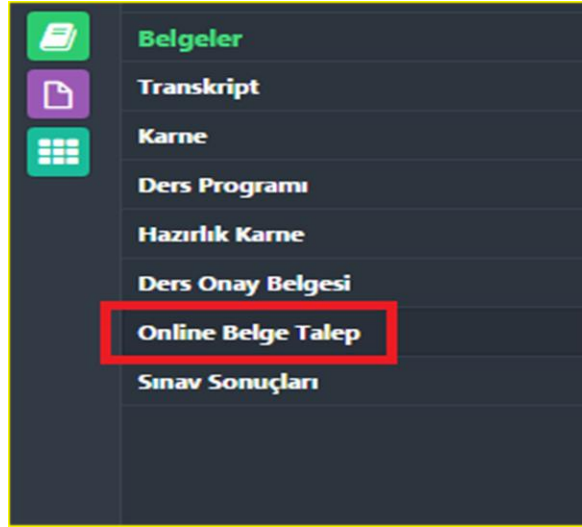 Belgeler
Transkript
Karne
Ders Programı
Hazırlık Karne
Ders Onay Belgesi
Online Belge Talep
Sınav Sonuçları